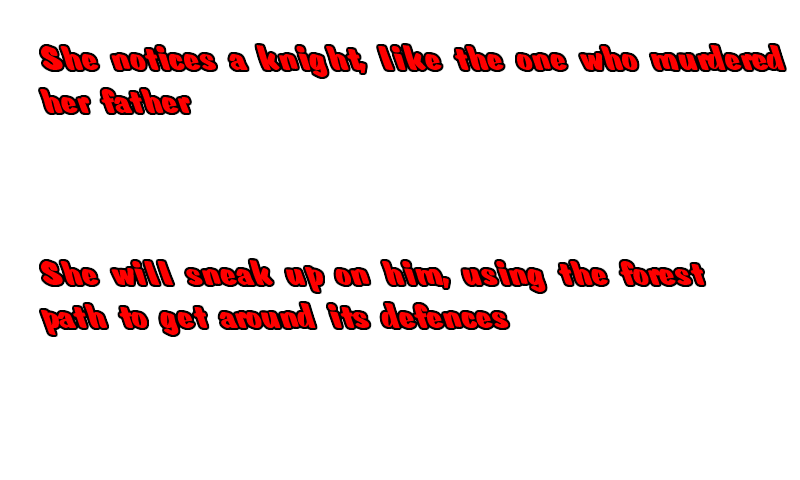 She notices a knight, like the one who murdered
her father
She will sneak up on him, using the forest
path to get around its defences